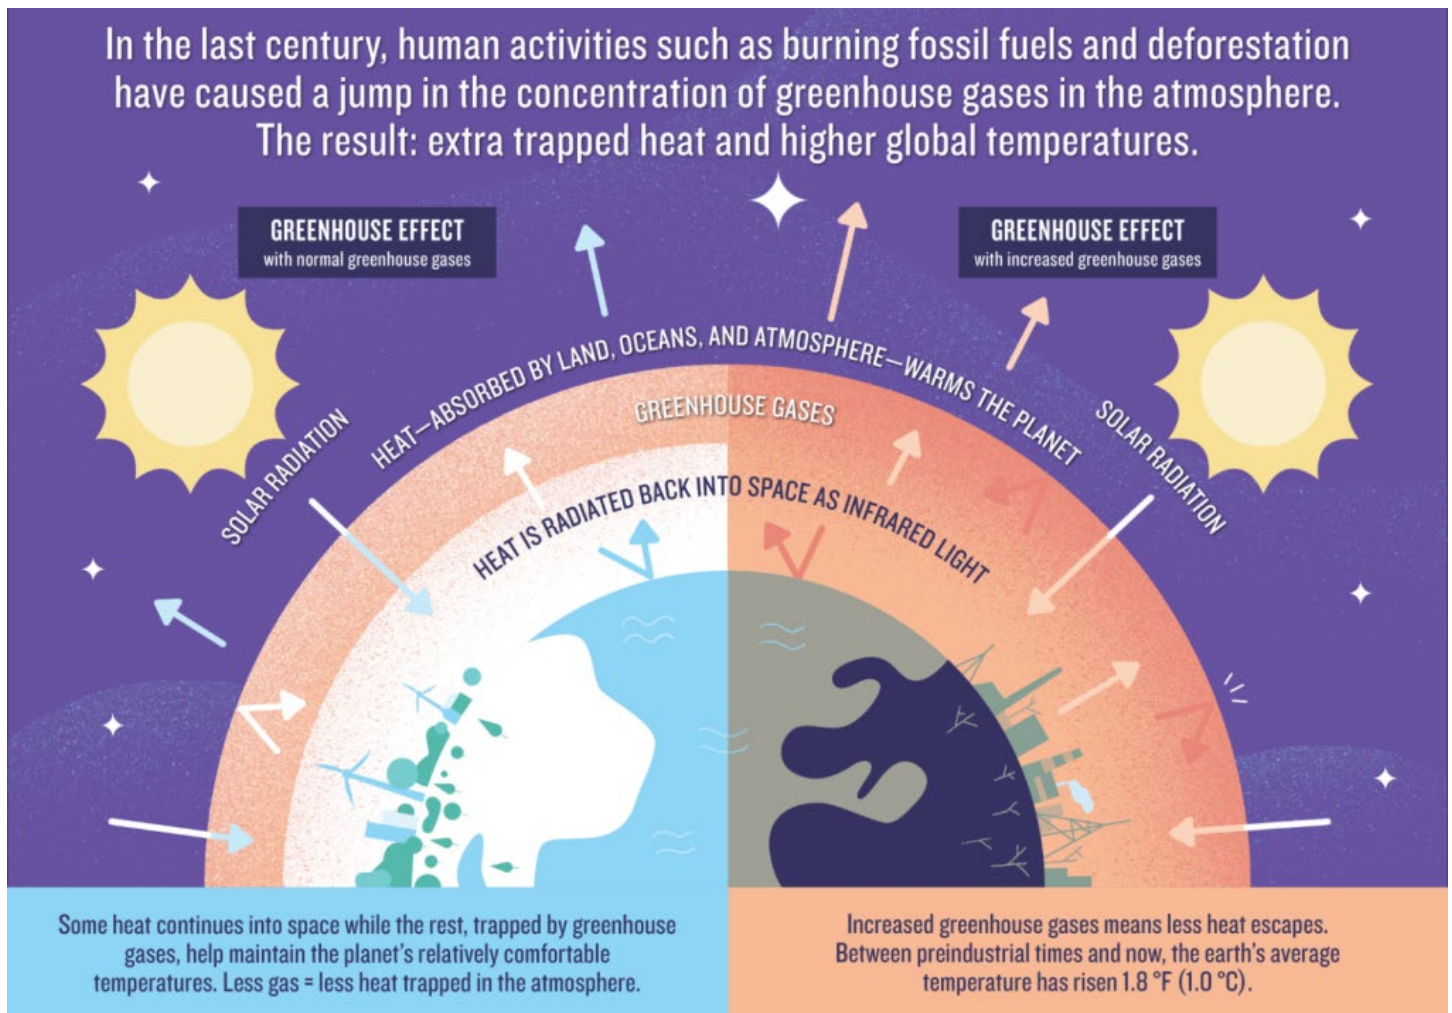 In the last century, human activities such as burning fossil fuels and deforestation
have caused a jump in the concentration of greenhouse gases in the atmosphere.
The result: extra trapped heat and higher global temperatures.
GREENHOUSE EFFECT
with normal greenhouse gases
GREENHOUSE EFFECT
with increased greenhouse gases
SOLAR RADIATION
HEAT—ABSORBED BY LAND, OCEANS, AND ATMOSPHERE—WARMS THE PLANET
SOLAR RADIATION
GREENHOUSE GASES
HEAT IS RADIATED BACK INTO SPACE AS INFRARED LIGHT
Some heat continues into space while the rest, trapped by greenhouse
gases, help maintain the planet's relatively comfortable
temperatures. Less gas = less heat trapped in the atmosphere.
Increased greenhouse gases means less heat escapes.
Between preindustrial times and now, the earth's average
temperature has risen 1.8 °F (1.0 °C).